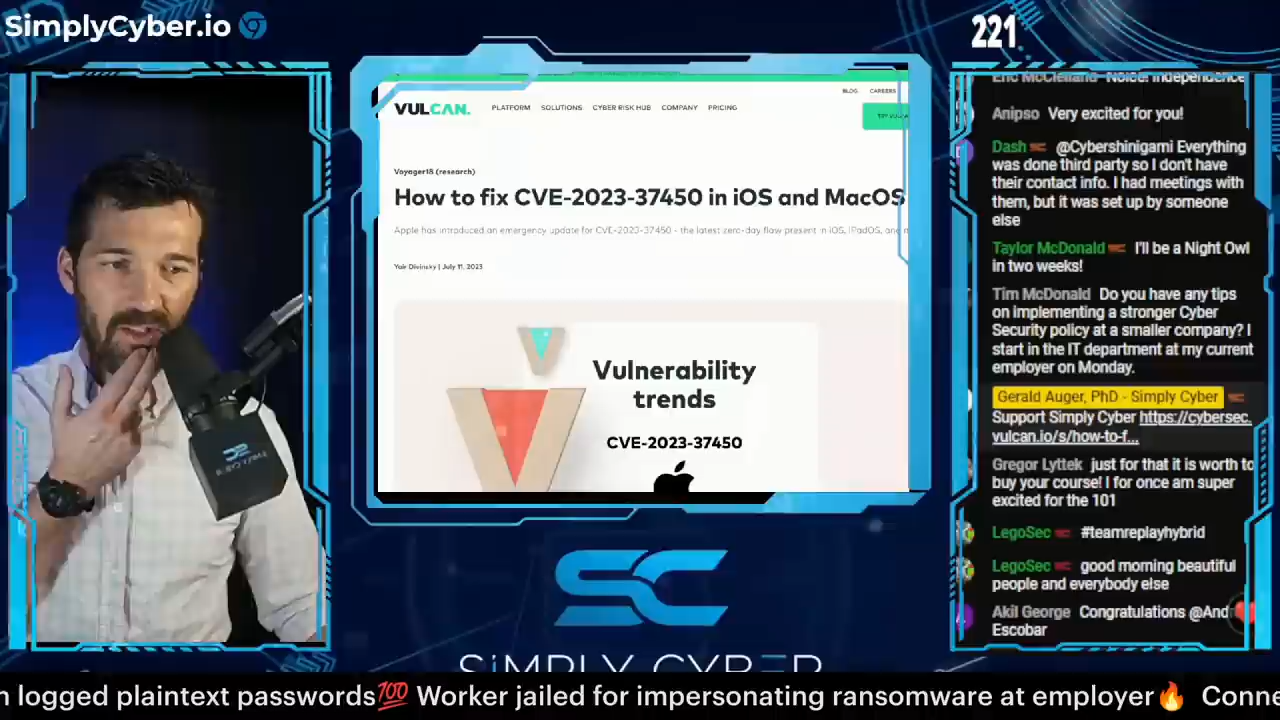 SimplyCyber.io
221
VULCAN.
PLATFORM SOLUTIONS CYBER RISK HUB COMPANY PRICING
BLOG CAREERS
Voyager18 (research)
How to fix CVE-2023-37450 in iOS and MacOS
Apple has introduced an emergency update for CVE-2023-37450 - the latest zero-day flaw present in iOS, iPadOS, and
Yair Divinsky | July 11, 2023
Vulnerability
trends
CVE-2023-37450
Eric McClelland Noice! Independence
Anipso Very excited for you!
Dash @Cybershinigami Everything
was done third party so I don't have
their contact info. I had meetings with
them, but it was set up by someone
else
Taylor McDonald I'll be a Night Owl
in two weeks!
Tim McDonald Do you have any tips
on implementing a stronger Cyber
Security policy at a smaller company? I
start in the IT department at my current
employer on Monday.
Gerald Auger, PhD - Simply Cyber
Support Simply Cyber https://cybersec.
vulcan.io/s/how-to-f...
Gregor Lyttek just for that it is worth to
buy your course! I for once am super
excited for the 101
LegoSec #teamreplayhybrid
LegoSec good morning beautiful
people and everybody else
Akil George Congratulations @And
Escobar
SC
SIMPLY CYBER
n logged plaintext passwords💯 Worker jailed for impersonating ransomware at employer🔥 Conne